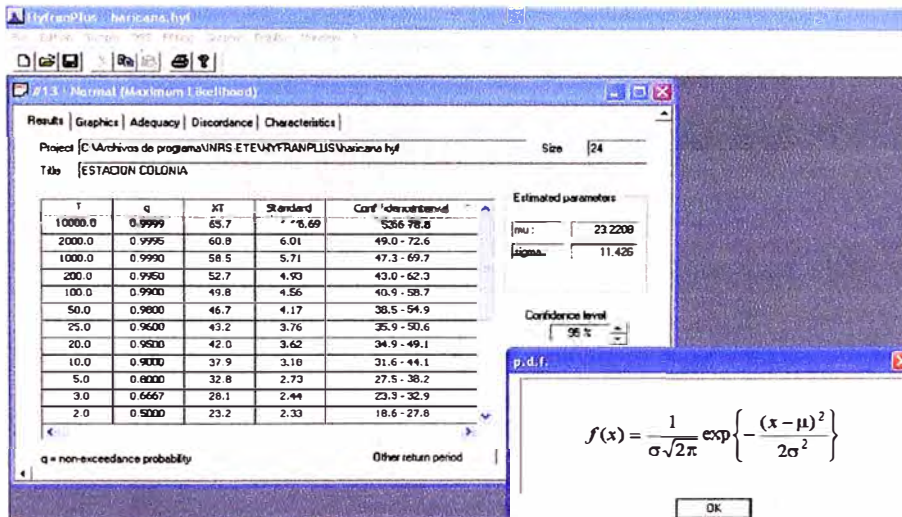 HyfranPlus - haricana.hyf
#13 : Normal (Maximum Likelihood)
Results | Graphics | Adequacy | Discordance | Characteristics |
Project C:\Archivos de programa\INRS-ETE\HYFRANPLUS\haricana.hyf Size 24
Title ESTACION COLONIA
T q XT Standard Confidence interval
10000.0 0.9999 65.7 6.69 78.8
2000.0 0.9995 60.8 6.01 49.0 - 72.6
1000.0 0.9990 58.5 5.71 47.3 - 69.7
200.0 0.9950 52.7 4.93 43.0 - 62.3
100.0 0.9900 49.8 4.56 40.9 - 58.7
50.0 0.9800 46.7 4.17 38.5 - 54.9
25.0 0.9600 43.2 3.76 35.9 - 50.6
20.0 0.9500 42.0 3.62 34.9 - 49.1
10.0 0.9000 37.9 3.18 31.6 - 44.1
5.0 0.8000 32.8 2.73 27.5 - 38.2
3.0 0.6667 28.1 2.44 23.3 - 32.9
2.0 0.5000 23.2 2.33 18.6 - 27.8
q = non-exceedance probability
Other return period
Estimated parameters
mu : 23.2208
sigma 11.426
Confidence level
95 %
p.d.f.
f(x) = 1/(σ√2π) exp{-(x-μ)²/2σ²}
OK